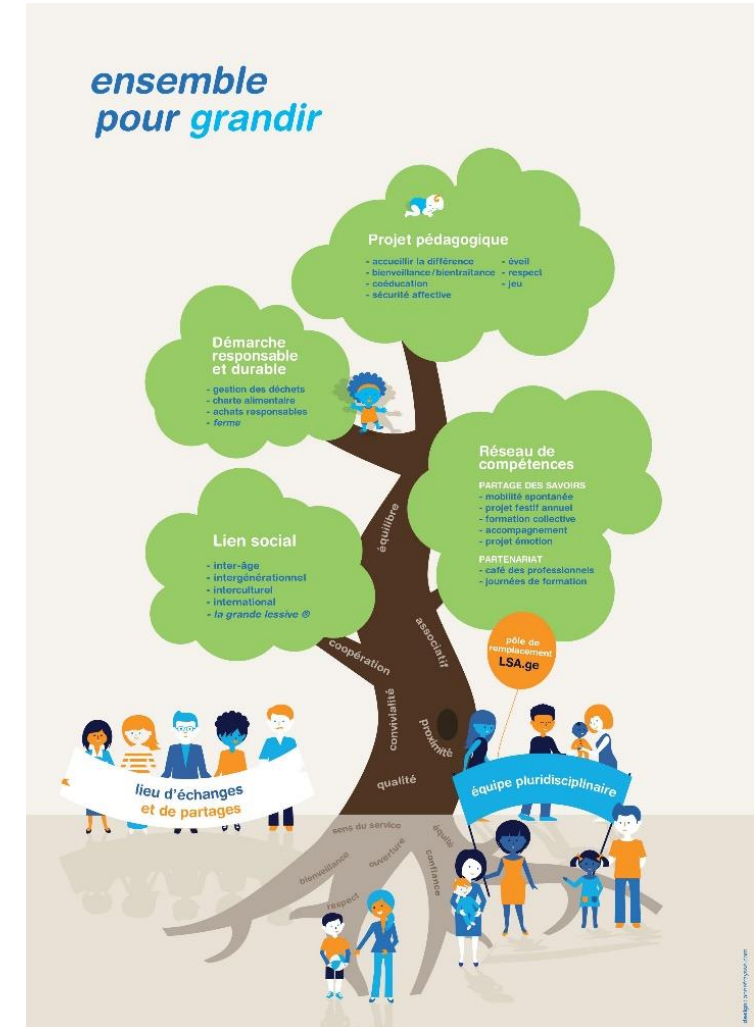 ensemble
pour grandir
Projet pédagogique
- accueillir la différence
- bienveillance/bientraitance
- coéducation
- sécurité affective
- éveil
- respect
- jeu
Démarche
responsable
et durable
- gestion des déchets
- charte alimentaire
- achats responsables
- ferme
Réseau de
compétences
PARTAGE DES SAVOIRS
- mobilité spontanée
- projet festif annuel
- formation collective
- accompagnement
- projet émotion
PARTENARIAT
- café des professionnels
- journées de formation
Lien social
- inter-âge
- intergénérationnel
- interculturel
- international
- la grande lessive ®
équilibre
associatif
coopération
convivialité
proximité
qualité
pôle de
remplacement
LSA.ge
lieu d'échanges
et de partages
équipe pluridisciplinaire
sens du service
équité
bienveillance
ouverture
confiance
respect